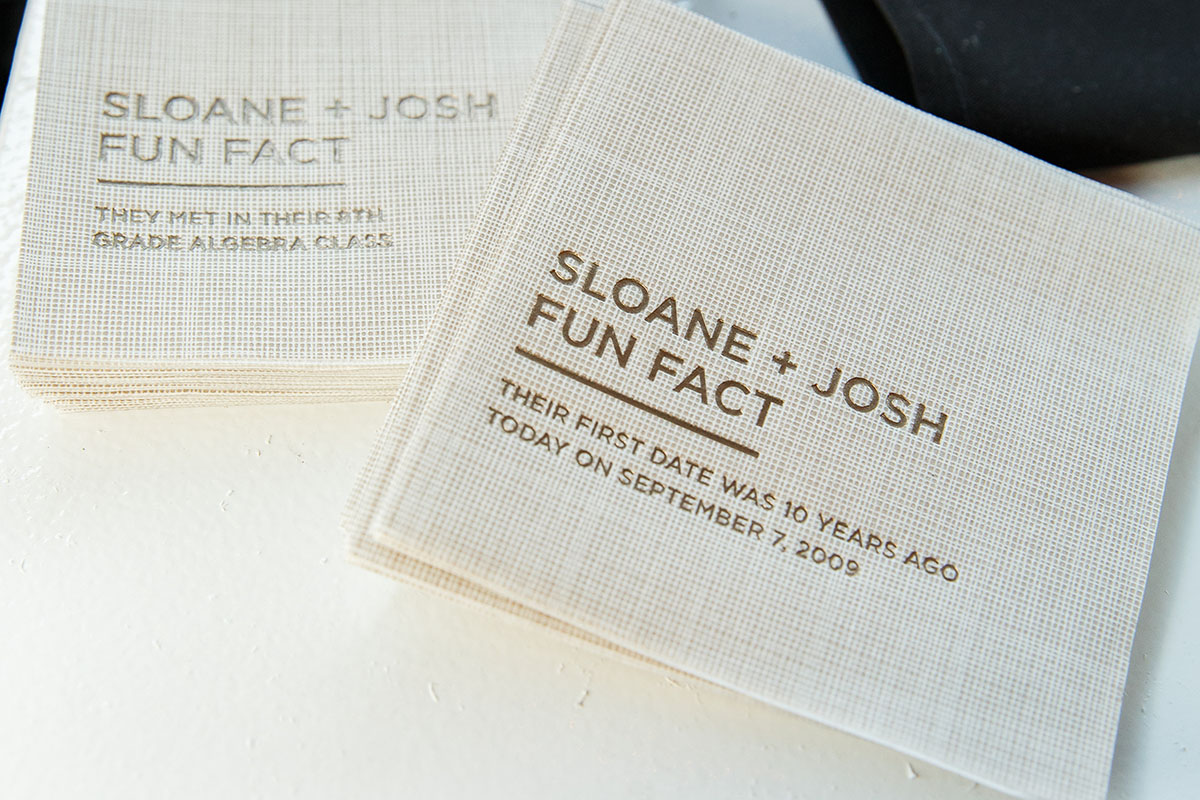 SLOANE + JOSH
FUN FACT
THEY MET IN THEIR 8TH
GRADE ALGEBRA CLASS
SLOANE + JOSH
FUN FACT
THEIR FIRST DATE WAS 10 YEARS AGO
TODAY ON SEPTEMBER 7, 2009